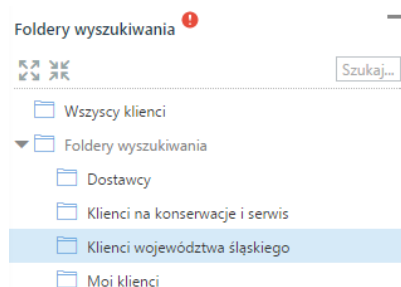 Foldery wyszukiwania
Szukaj...
Wszyscy klienci
Foldery wyszukiwania
Dostawcy
Klienci na konserwacje i serwis
Klienci województwa śląskiego
Moi klienci